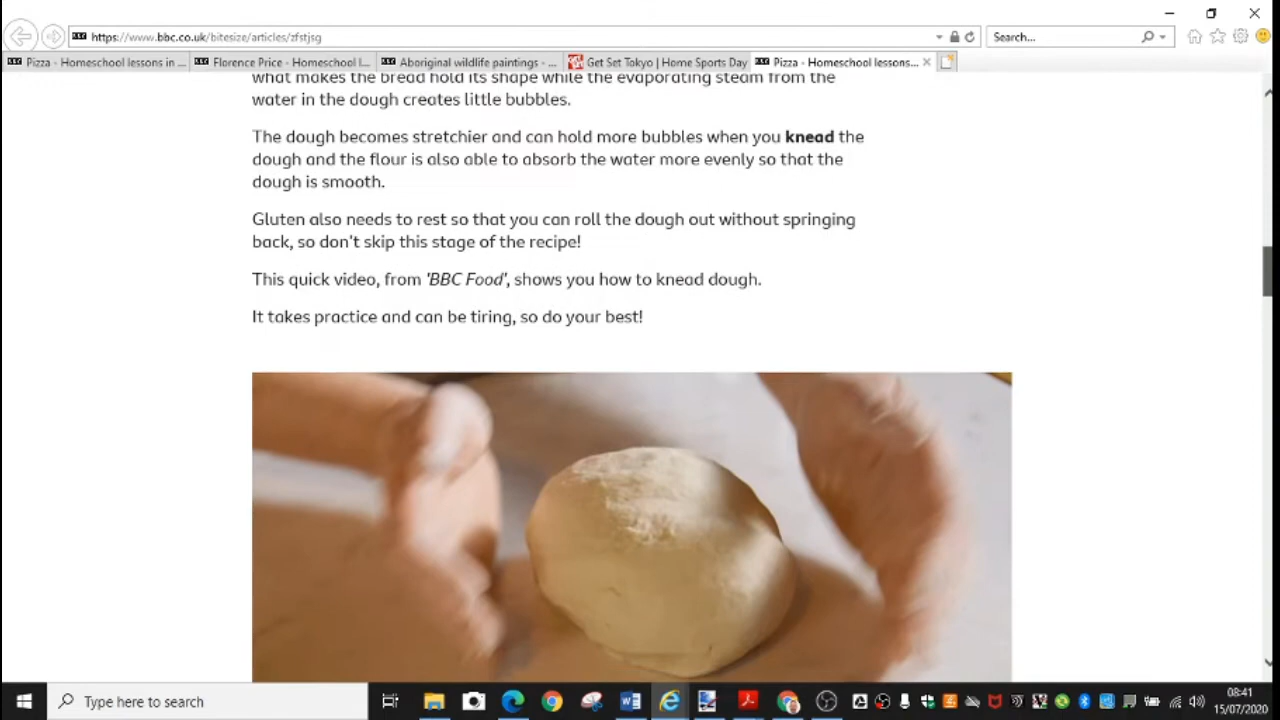 https://www.bbc.co.uk/bitesize/articles/zfstjsg
Search...
Pizza - Homeschool lessons in ...
Florence Price - Homeschool l...
Aboriginal wildlife paintings - ...
Get Set Tokyo | Home Sports Day
Pizza - Homeschool lessons...
what makes the bread hold its shape while the evaporating steam from the
water in the dough creates little bubbles.
The dough becomes stretchier and can hold more bubbles when you knead the
dough and the flour is also able to absorb the water more evenly so that the
dough is smooth.
Gluten also needs to rest so that you can roll the dough out without springing
back, so don't skip this stage of the recipe!
This quick video, from 'BBC Food', shows you how to knead dough.
It takes practice and can be tiring, so do your best!
Type here to search
08:41
15/07/2020